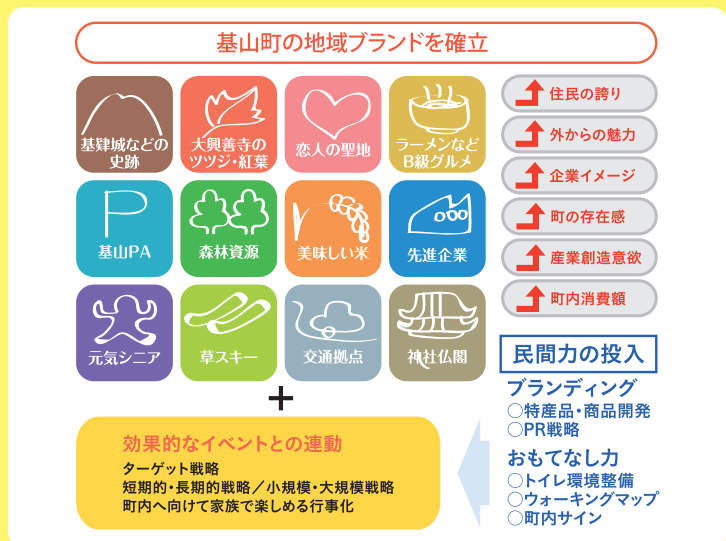 基山町の地域ブランドを確立
基肄城などの
史跡
大興善寺の
ツツジ・紅葉
恋人の聖地
ラーメンなど
B級グルメ
基山PA
森林資源
美味しい米
先進企業
元気シニア
草スキー
交通拠点
神社仏閣
住民の誇り
外からの魅力
企業イメージ
町の存在感
産業創造意欲
町内消費額
+
効果的なイベントとの連動
ターゲット戦略
短期的・長期的戦略/小規模・大規模戦略
町内へ向けて家族で楽しめる行事化
民間力の投入
ブランディング
○特産品・商品開発
○PR戦略
おもてなし力
○トイレ環境整備
○ウォーキングマップ
○町内サイン